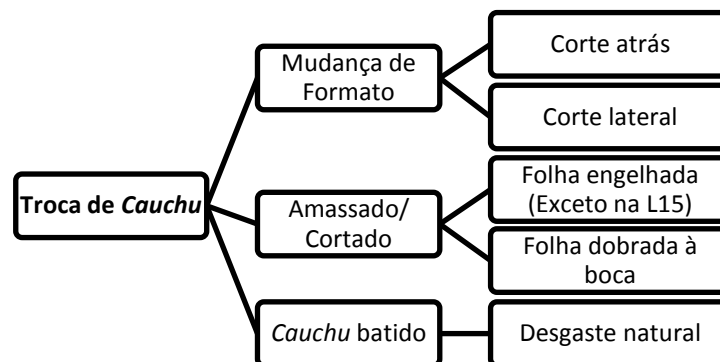 Troca de Cauchu
Mudança de
Formato
Corte atrás
Corte lateral
Amassado/
Cortado
Folha engelhada
(Exceto na L15)
Folha dobrada à
boca
Cauchu batido
Desgaste natural